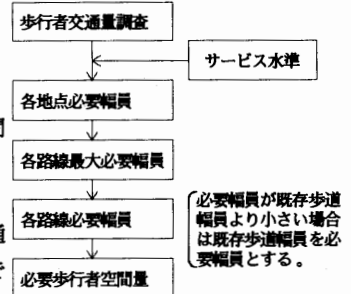 歩行者交通量調査
サービス水準
各地点必要幅員
各路線最大必要幅員
各路線必要幅員
必要幅員が既存歩道
幅員より小さい場合
は既存歩道幅員を必
要幅員とする。
必要歩行者空間量